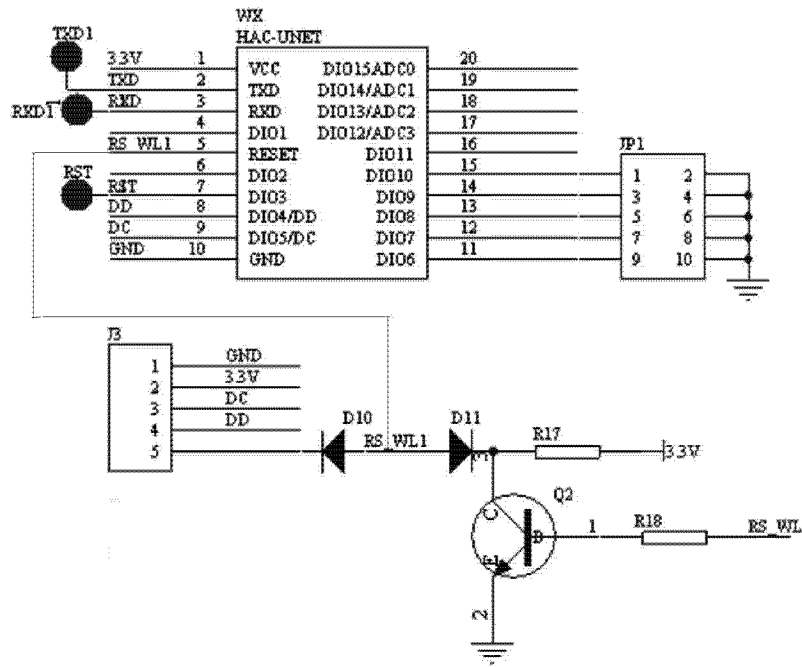 WX
HAC-UNET
TXD1
RXD1
RST
3.3V 1 VCC
TXD 2 TXD
RXD 3 RXD
4 DIO1
RS_WL1 5 RESET
6 DIO2
RST 7 DIO3
DD 8 DIO4/DD
DC 9 DIO5/DC
GND 10 GND
DIO15ADC0 20
DIO14/ADC1 19
DIO13/ADC2 18
DIO12/ADC3 17
DIO11 16
DIO10 15
DIO9 14
DIO8 13
DIO7 12
DIO6 11
JP1
1 2
3 4
5 6
7 8
9 10
J3
1 GND
2 3.3V
3 DC
4 DD
5
D10
RS_WL1
D11
R17
3.3V
3
C
Q2
B
1
R18
RS_WL
E
2